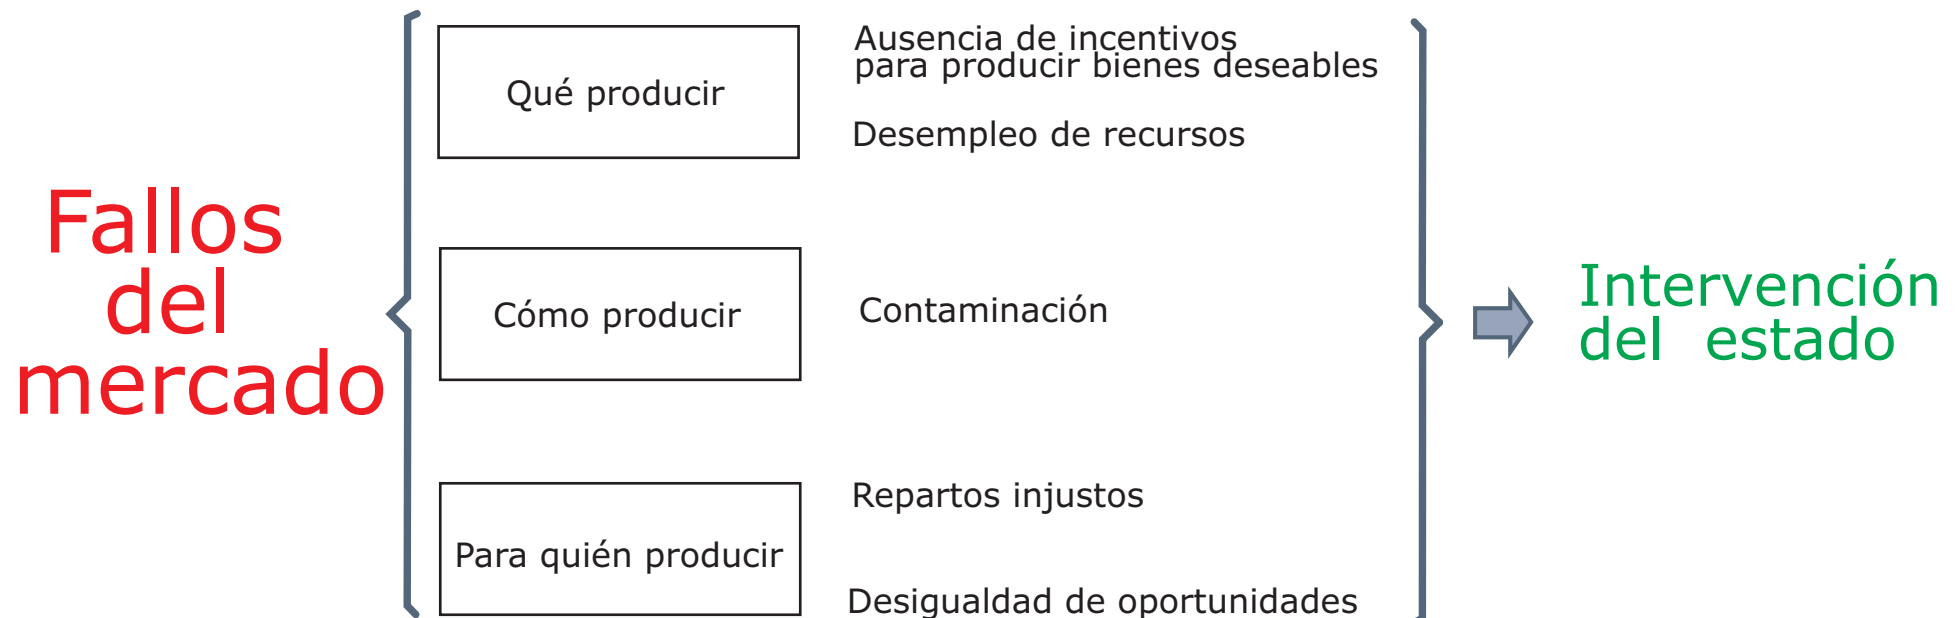 Fallos
del
mercado
Qué producir
Ausencia de incentivos
para producir bienes deseables
Desempleo de recursos
Cómo producir
Contaminación
Para quién producir
Repartos injustos
Desigualdad de oportunidades
Intervención
del estado